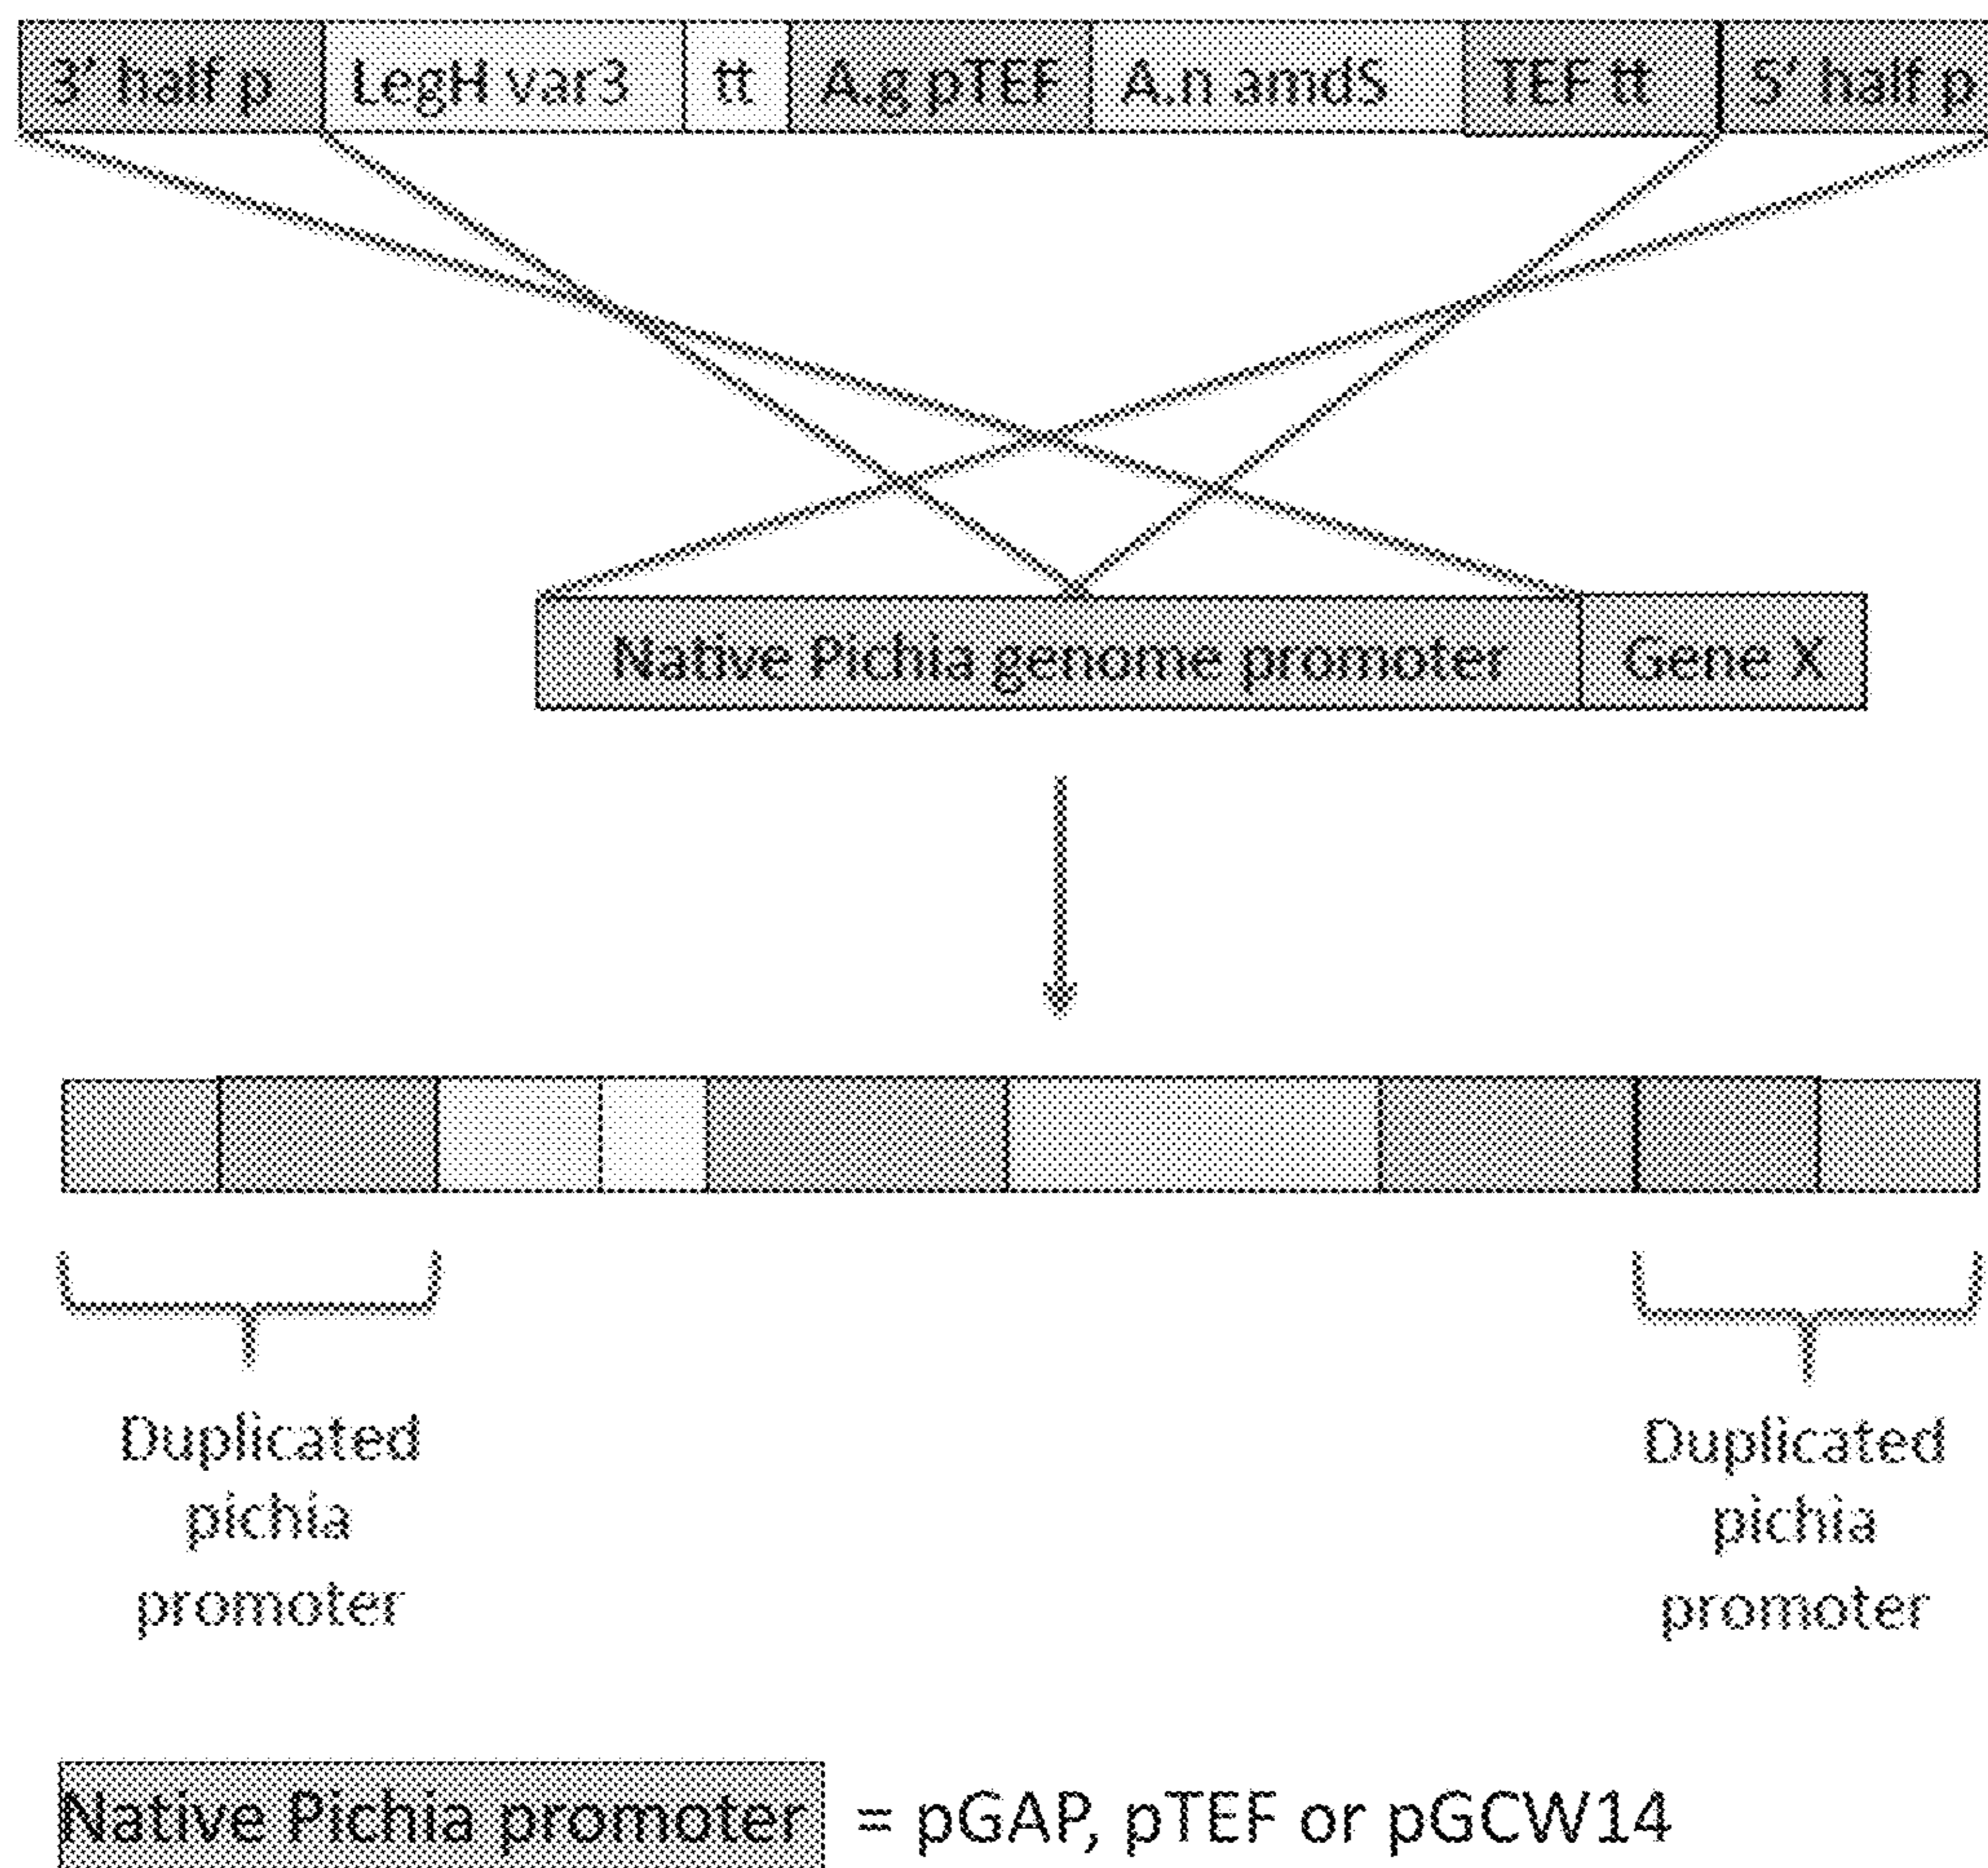 3' half p LegH var3 tt A.g pTEF A.n amdS TEF tt 5' half p
Native Pichia genome promoter Gene X
Duplicated
pichia
promoter
Duplicated
pichia
promoter
Native Pichia promoter = pGAP, pTEF or pGCW14